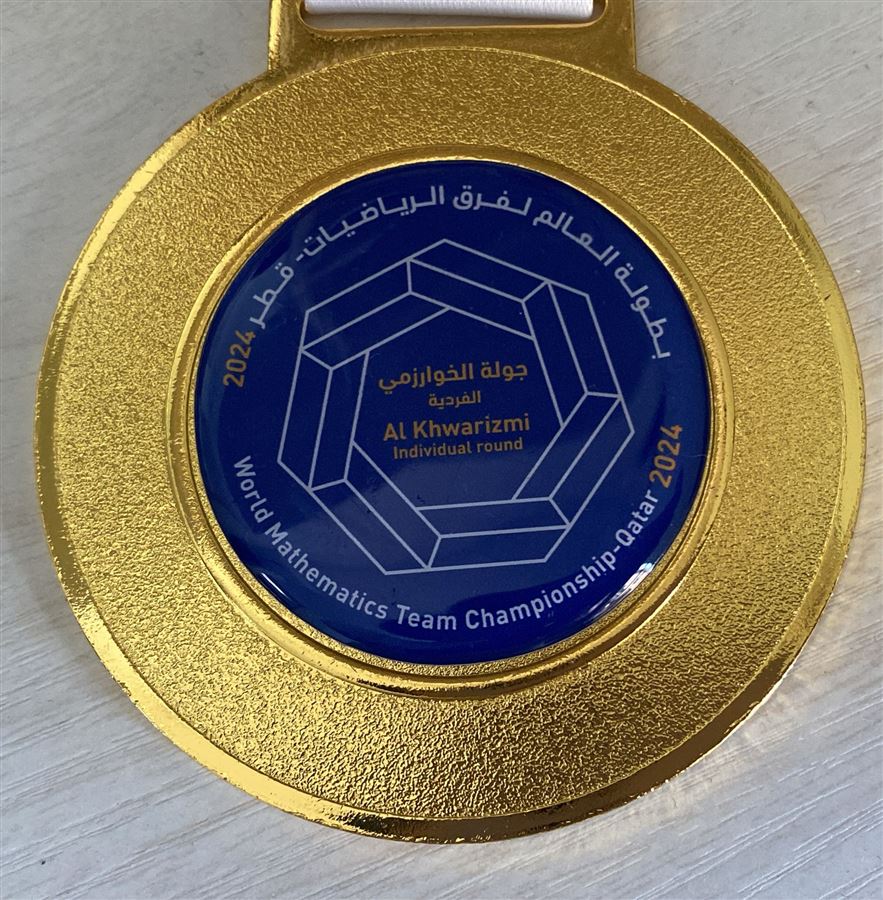 بطولة العالم لفرق الرياضيات - قطر 2024
جولة الخوارزمي
الفردية
Al Khwarizmi
Individual round
World Mathematics Team Championship-Qatar 2024